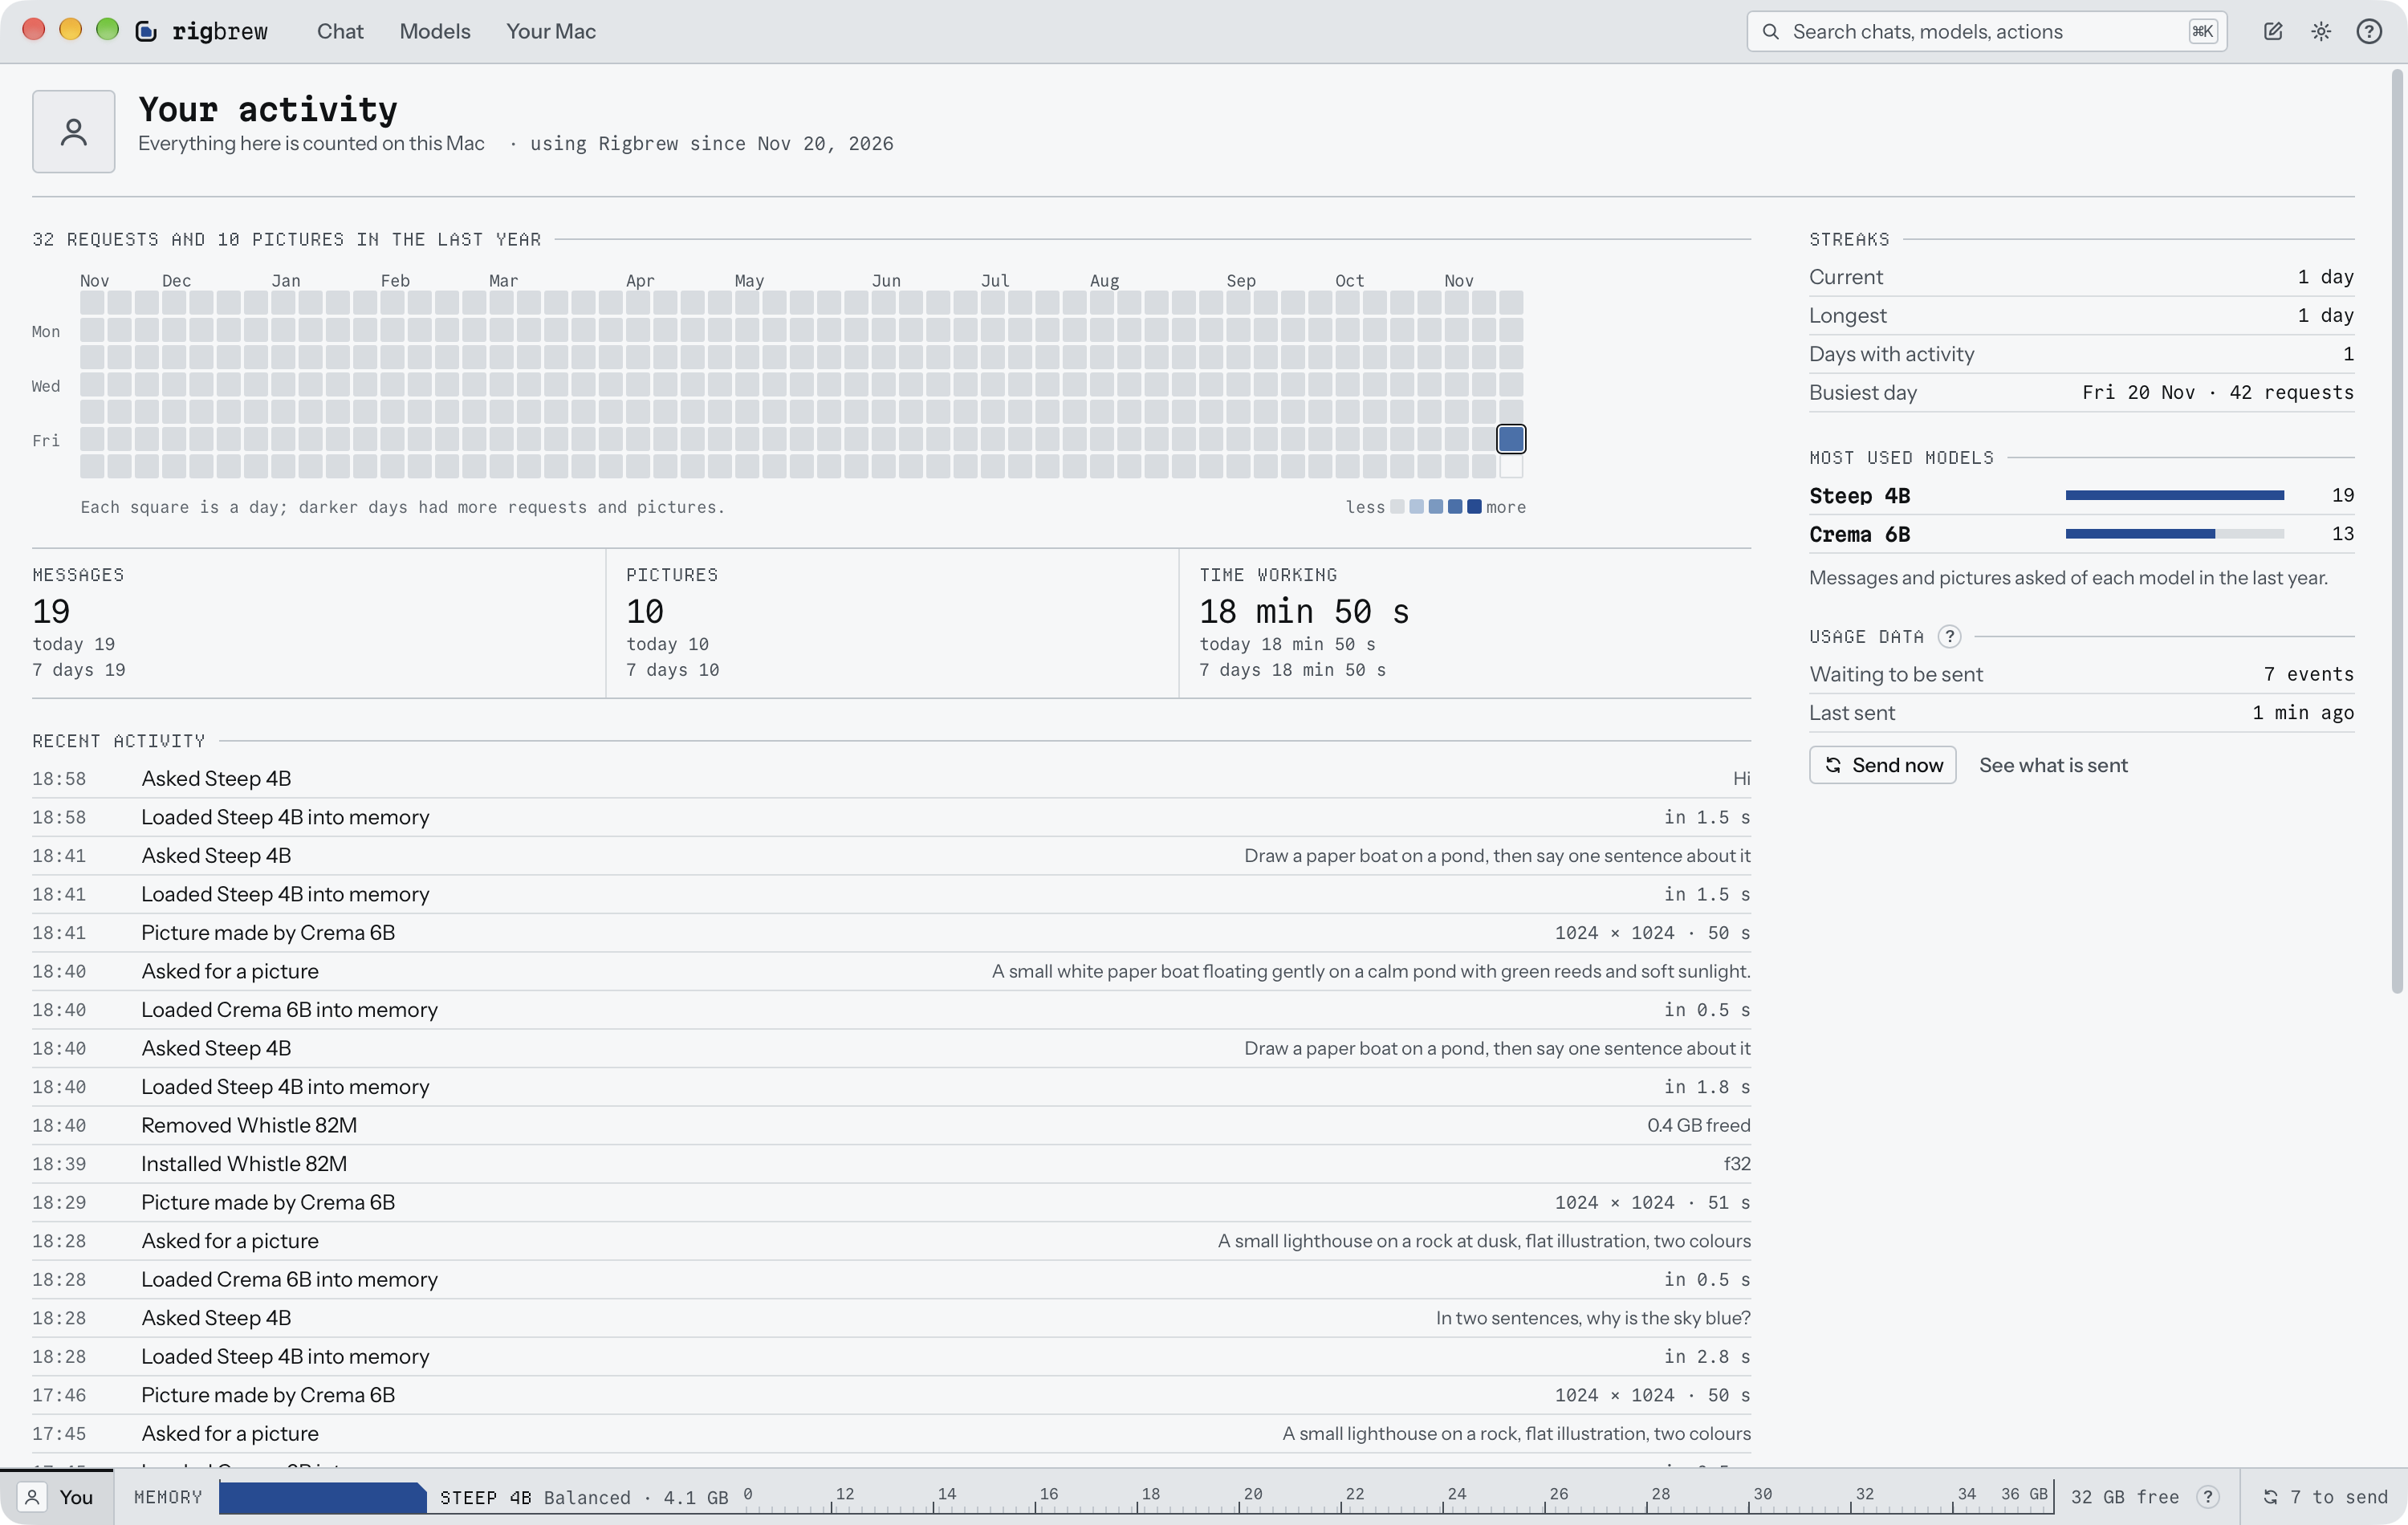 rigbrew Chat Models Your Mac Search chats, models, actions ⌘K
Your activity
Everything here is counted on this Mac · using Rigbrew since Nov 20, 2026
32 REQUESTS AND 10 PICTURES IN THE LAST YEAR
Nov Dec Jan Feb Mar Apr May Jun Jul Aug Sep Oct Nov
Mon
Wed
Fri
Each square is a day; darker days had more requests and pictures.
less more
MESSAGES
19
today 19
7 days 19
PICTURES
10
today 10
7 days 10
TIME WORKING
18 min 50 s
today 18 min 50 s
7 days 18 min 50 s
RECENT ACTIVITY
18:58 Asked Steep 4B Hi
18:58 Loaded Steep 4B into memory in 1.5 s
18:41 Asked Steep 4B Draw a paper boat on a pond, then say one sentence about it
18:41 Loaded Steep 4B into memory in 1.5 s
18:41 Picture made by Crema 6B 1024 × 1024 · 50 s
18:40 Asked for a picture A small white paper boat floating gently on a calm pond with green reeds and soft sunlight.
18:40 Loaded Crema 6B into memory in 0.5 s
18:40 Asked Steep 4B Draw a paper boat on a pond, then say one sentence about it
18:40 Loaded Steep 4B into memory in 1.8 s
18:40 Removed Whistle 82M 0.4 GB freed
18:39 Installed Whistle 82M f32
18:29 Picture made by Crema 6B 1024 × 1024 · 51 s
18:28 Asked for a picture A small lighthouse on a rock at dusk, flat illustration, two colours
18:28 Loaded Crema 6B into memory in 0.5 s
18:28 Asked Steep 4B In two sentences, why is the sky blue?
18:28 Loaded Steep 4B into memory in 2.8 s
17:46 Picture made by Crema 6B 1024 × 1024 · 50 s
17:45 Asked for a picture A small lighthouse on a rock, flat illustration, two colours
STREAKS
Current 1 day
Longest 1 day
Days with activity 1
Busiest day Fri 20 Nov · 42 requests
MOST USED MODELS
Steep 4B 19
Crema 6B 13
Messages and pictures asked of each model in the last year.
USAGE DATA ?
Waiting to be sent 7 events
Last sent 1 min ago
Send now See what is sent
You MEMORY STEEP 4B Balanced · 4.1 GB 0 12 14 16 18 20 22 24 26 28 30 32 34 36 GB 32 GB free ? 7 to send